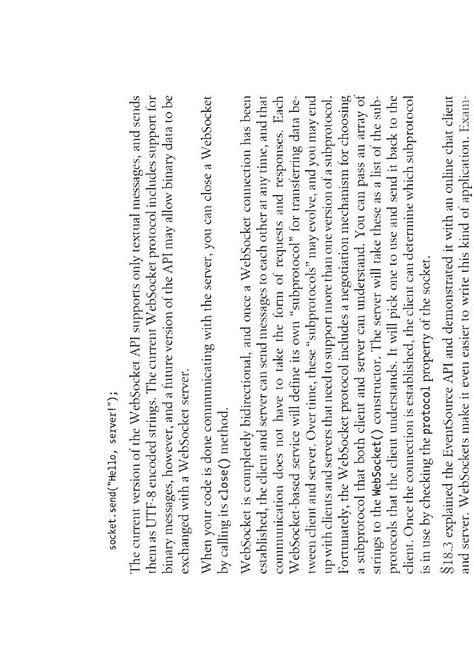 socket.send("Hello, server!");
The current version of the WebSocket API supports only textual messages, and sends
them as UTF-8 encoded strings. The current WebSocket protocol includes support for
binary messages, however, and a future version of the API may allow binary data to be
exchanged with a WebSocket server.
When your code is done communicating with the server, you can close a WebSocket
by calling its close() method.
WebSocket is completely bidirectional, and once a WebSocket connection has been
established, the client and server can send messages to each other at any time, and that
communication does not have to take the form of requests and responses. Each
WebSocket-based service will define its own “subprotocol” for transferring data be-
tween client and server. Over time, these “subprotocols” may evolve, and you may end
up with clients and servers that need to support more than one version of a subprotocol.
Fortunately, the WebSocket protocol includes a negotiation mechanism for choosing
a subprotocol that both client and server can understand. You can pass an array of
strings to the WebSocket() constructor. The server will take these as a list of the sub-
protocols that the client understands. It will pick one to use and send it back to the
client. Once the connection is established, the client can determine which subprotocol
is in use by checking the protocol property of the socket.
§18.3 explained the EventSource API and demonstrated it with an online chat client
and server. WebSockets make it even easier to write this kind of application. Exam-